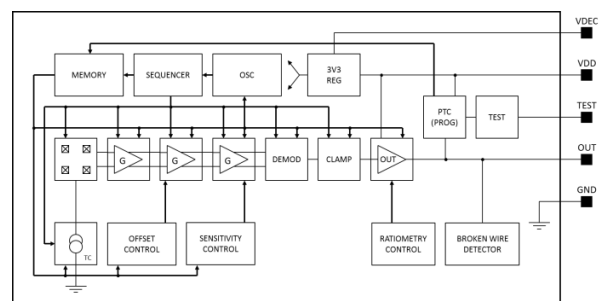 VDEC
MEMORY
SEQUENCER
OSC
3V3
REG
VDD
PTC
(PROG)
TEST
TEST
OUT
G
G
G
DEMOD
CLAMP
OUT
GND
TC
OFFSET
CONTROL
SENSITIVITY
CONTROL
RATIOMETRY
CONTROL
BROKEN WIRE
DETECTOR